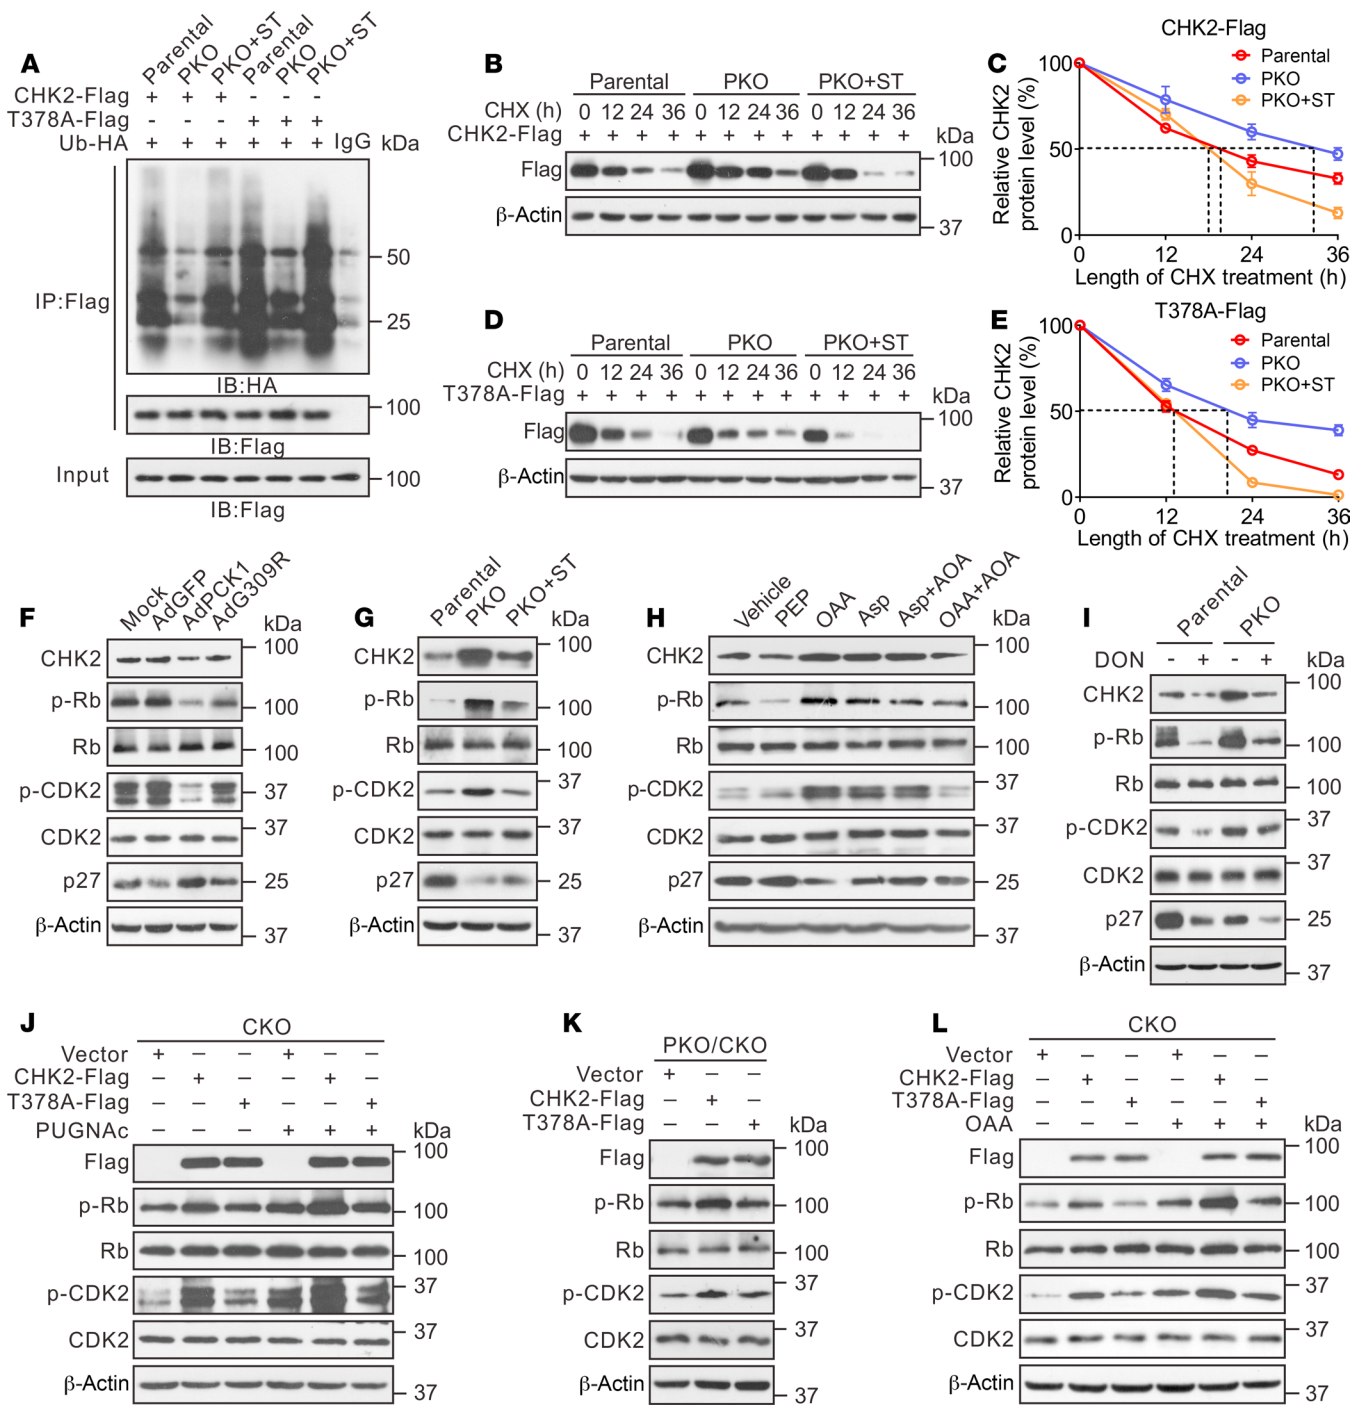 A
Parental PKO PKO+ST Parental PKO PKO+ST
CHK2-Flag + + + - - -
T378A-Flag - - - + + +
Ub-HA + + + + + + IgG kDa
IP:Flag
50
25
IB:HA
100
IB:Flag
Input
100
IB:Flag
B
Parental PKO PKO+ST
CHX (h) 0 12 24 36 0 12 24 36 0 12 24 36
CHK2-Flag + + + + + + + + + + + + kDa
Flag 100
β-Actin 37
C
CHK2-Flag
Parental
PKO
PKO+ST
Relative CHK2
protein level (%)
100
50
0
0 12 24 36
Length of CHX treatment (h)
D
Parental PKO PKO+ST
CHX (h) 0 12 24 36 0 12 24 36 0 12 24 36
T378A-Flag + + + + + + + + + + + + kDa
Flag 100
β-Actin 37
E
T378A-Flag
Parental
PKO
PKO+ST
Relative CHK2
protein level (%)
100
50
0
0 12 24 36
Length of CHX treatment (h)
F
Mock AdGFP AdPCK1 AdG309R
kDa
CHK2 100
p-Rb 100
Rb 100
p-CDK2 37
CDK2 37
p27 25
β-Actin 37
G
Parental PKO PKO+ST
kDa
CHK2 100
p-Rb 100
Rb 100
p-CDK2 37
CDK2 37
p27 25
β-Actin 37
H
Vehicle PEP OAA Asp Asp+AOA OAA+AOA
kDa
CHK2 100
p-Rb 100
Rb 100
p-CDK2 37
CDK2 37
p27 25
β-Actin 37
I
Parental PKO
DON - + - + kDa
CHK2 100
p-Rb 100
Rb 100
p-CDK2 37
CDK2 37
p27 25
β-Actin 37
J
CKO
Vector + − − + − −
CHK2-Flag − + − − + −
T378A-Flag − − + − − +
PUGNAc − − − + + + kDa
Flag 100
p-Rb 100
Rb 100
p-CDK2 37
CDK2 37
β-Actin 37
K
PKO/CKO
Vector + − −
CHK2-Flag − + −
T378A-Flag − − + kDa
Flag 100
p-Rb 100
Rb 100
p-CDK2 37
CDK2 37
β-Actin 37
L
CKO
Vector + − − + − −
CHK2-Flag − + − − + −
T378A-Flag − − + − − +
OAA − − − + + + kDa
Flag 100
p-Rb 100
Rb 100
p-CDK2 37
CDK2 37
β-Actin 37